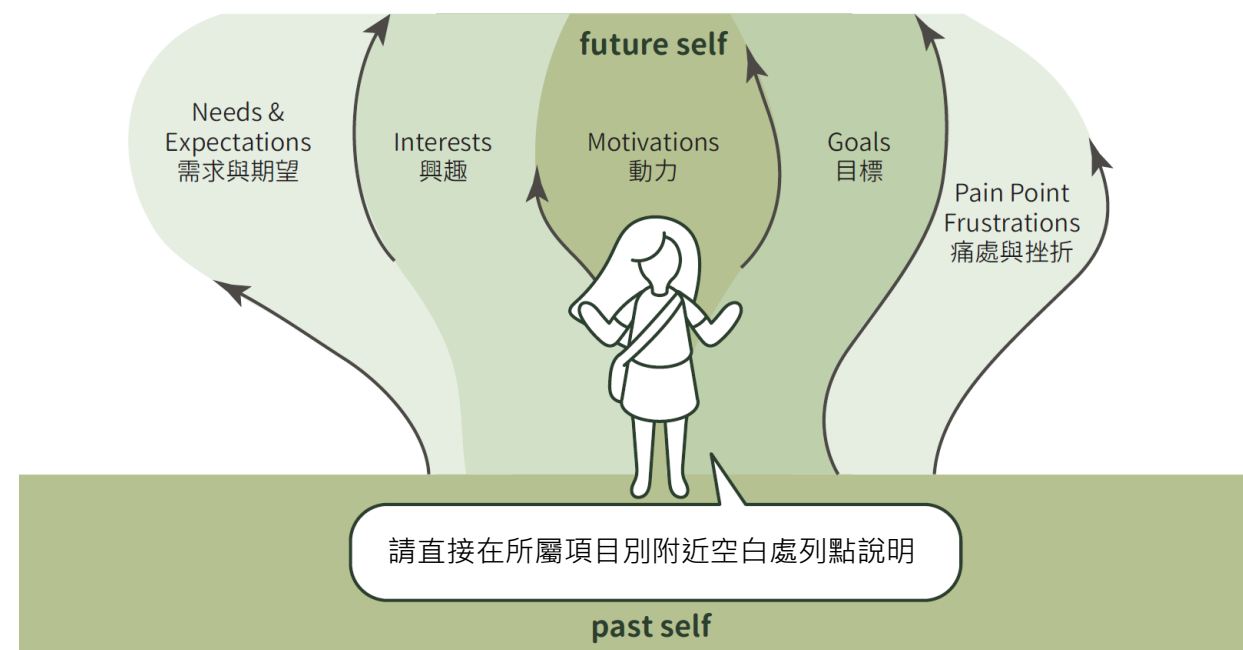 future self
Needs &
Expectations
需求與期望
Interests
興趣
Motivations
動力
Goals
目標
Pain Point
Frustrations
痛處與挫折
請直接在所屬項目別附近空白處列點說明
past self